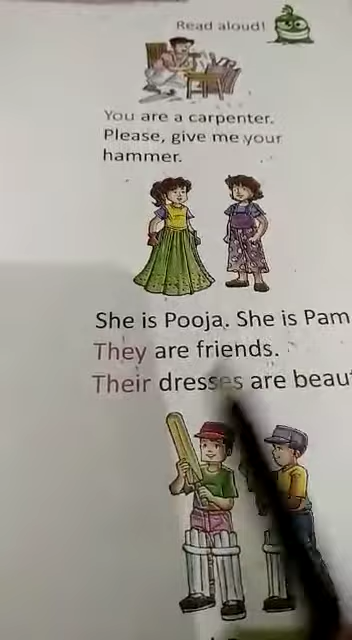 Read aloud!
You are a carpenter.
Please, give me your
hammer.
She is Pooja. She is Pam
They are friends.
Their dresses are